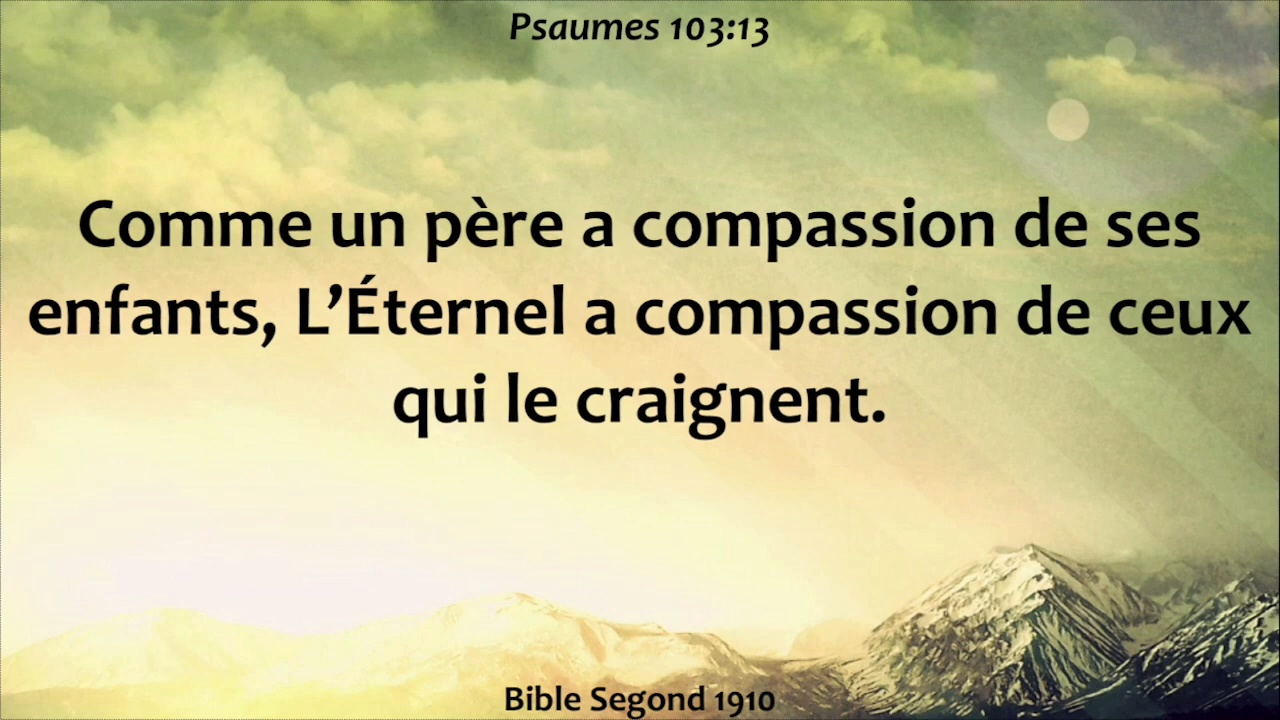 Psaumes 103:13
Comme un père a compassion de ses
enfants, L’Éternel a compassion de ceux
qui le craignent.
Bible Segond 1910